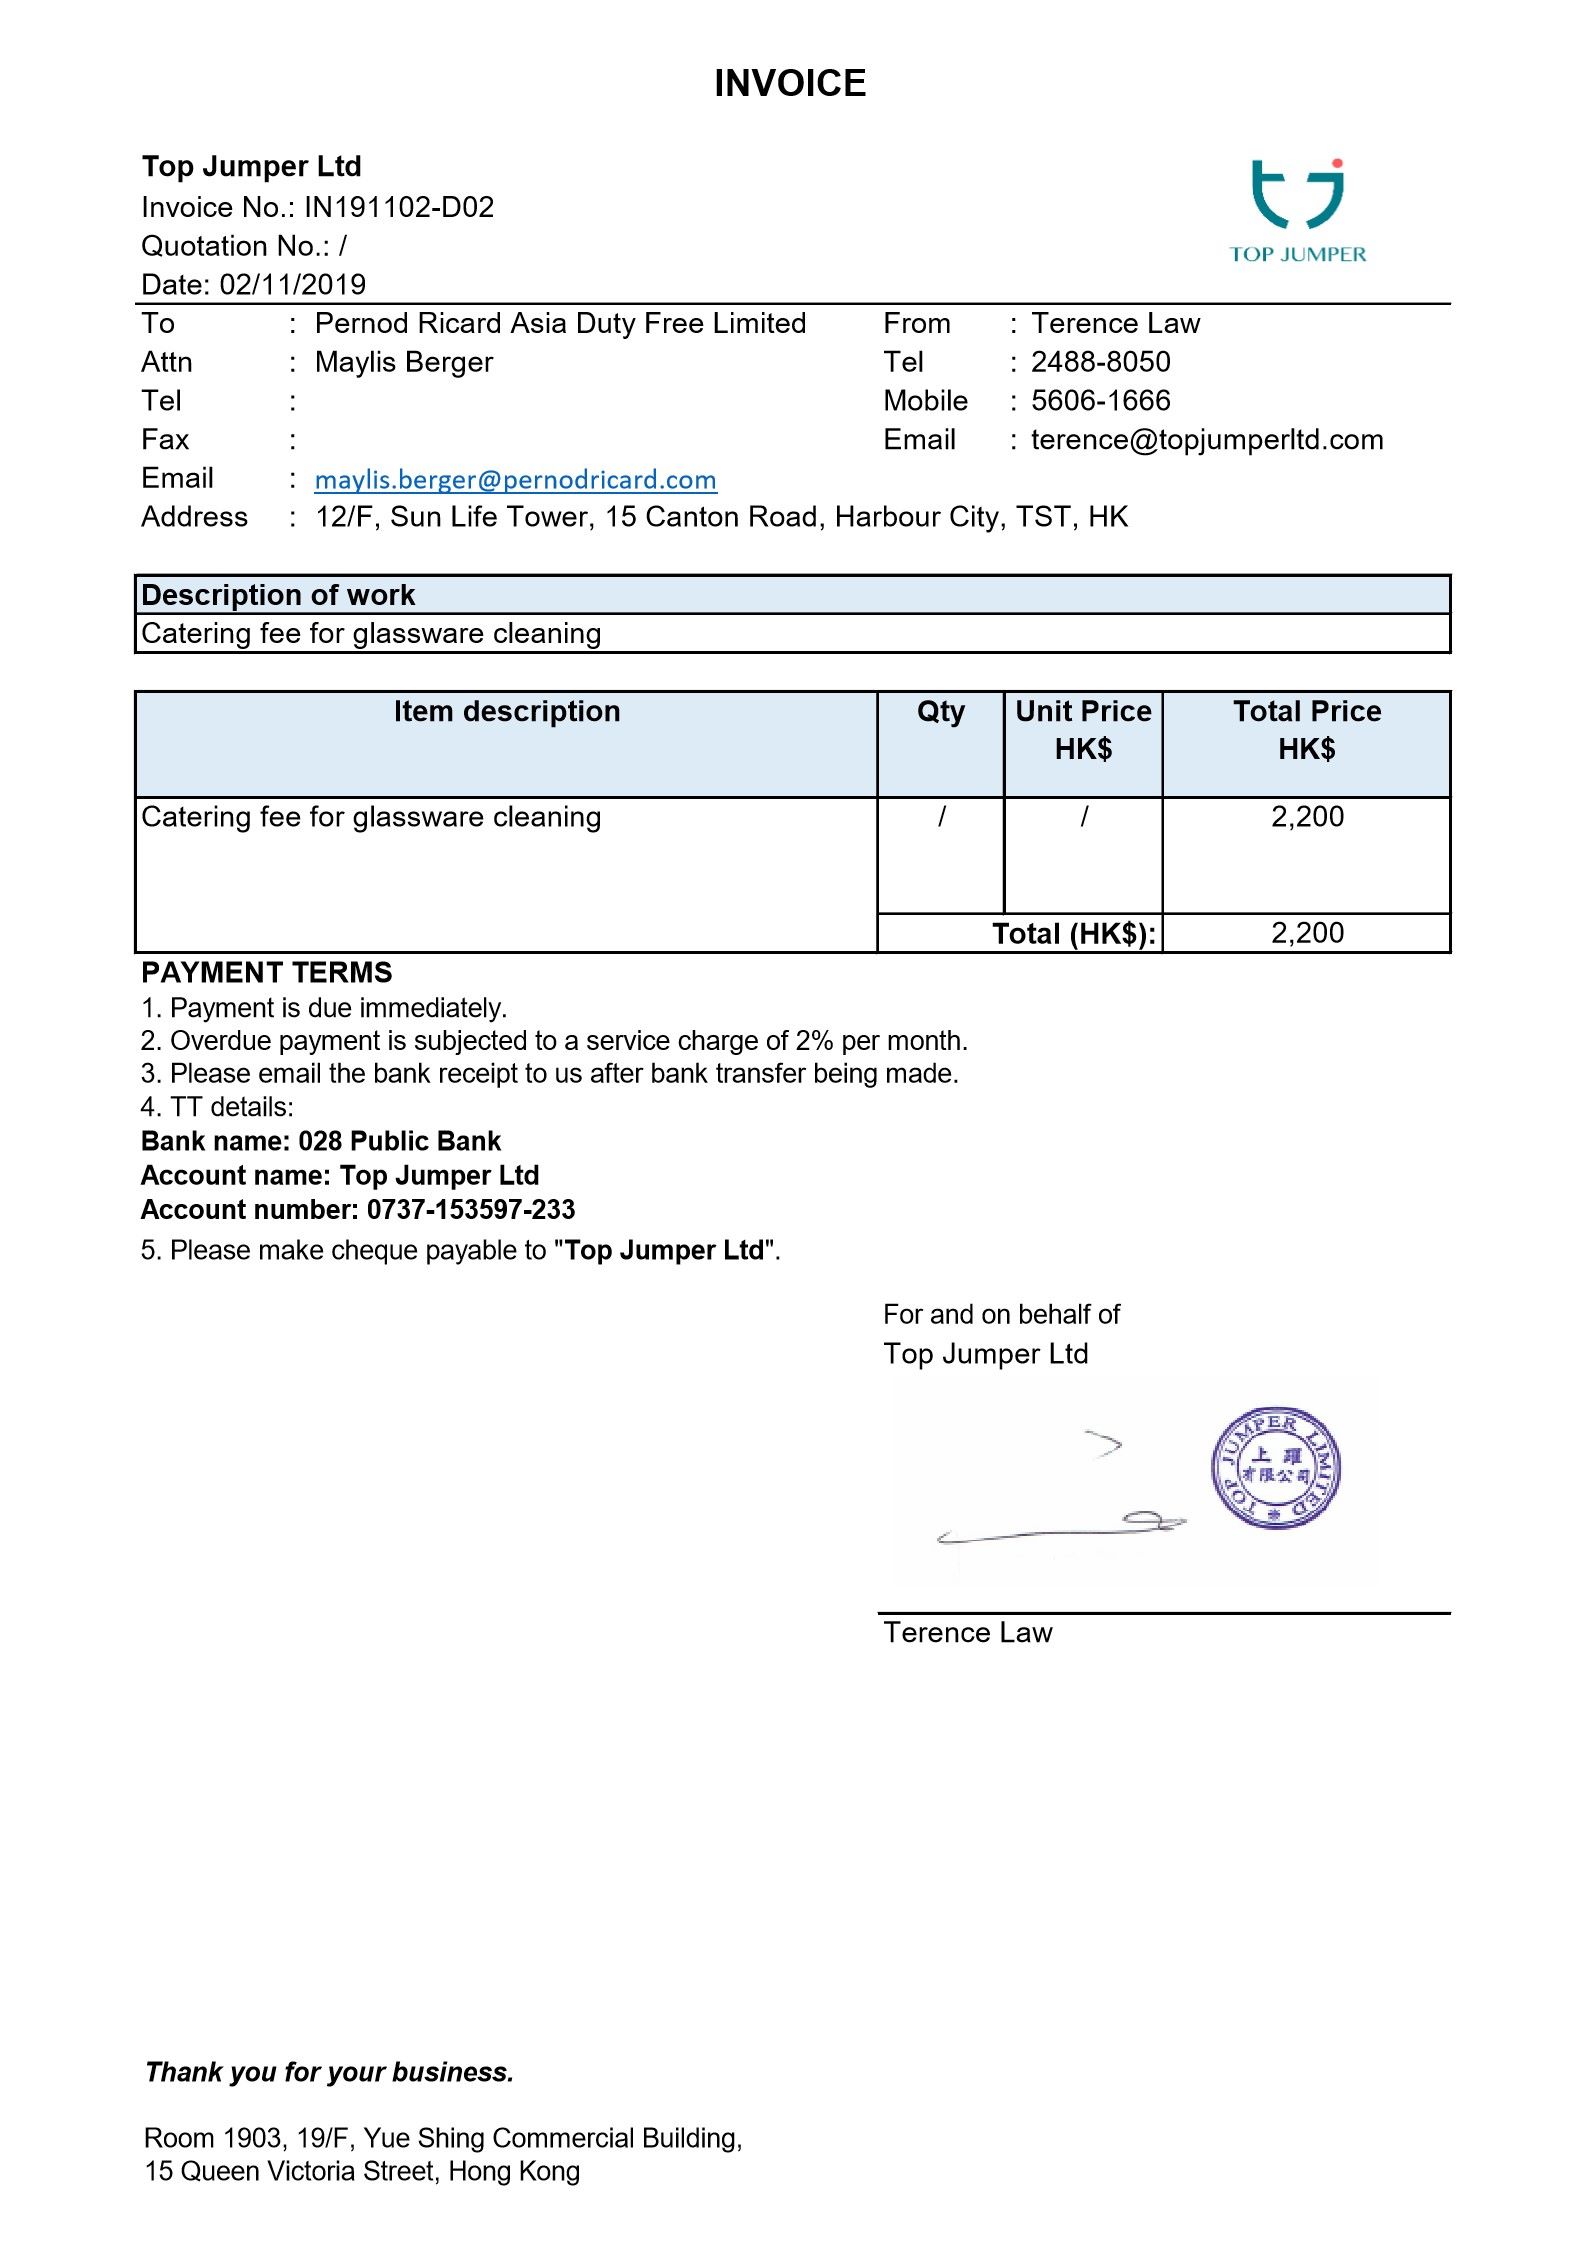 INVOICE
Top Jumper Ltd
Invoice No.: IN191102-D02
Quotation No.: /
Date: 02/11/2019
TOP JUMPER
To : Pernod Ricard Asia Duty Free Limited From : Terence Law
Attn : Maylis Berger Tel : 2488-8050
Tel : Mobile : 5606-1666
Fax : Email : terence@topjumperltd.com
Email : maylis.berger@pernodricard.com
Address : 12/F, Sun Life Tower, 15 Canton Road, Harbour City, TST, HK
Description of work
Catering fee for glassware cleaning
Item description Qty Unit Price Total Price
HK$ HK$
Catering fee for glassware cleaning / / 2,200
Total (HK$): 2,200
PAYMENT TERMS
1. Payment is due immediately.
2. Overdue payment is subjected to a service charge of 2% per month.
3. Please email the bank receipt to us after bank transfer being made.
4. TT details:
Bank name: 028 Public Bank
Account name: Top Jumper Ltd
Account number: 0737-153597-233
5. Please make cheque payable to "Top Jumper Ltd".
For and on behalf of
Top Jumper Ltd
TOP JUMPER LIMITED
有限公司
Terence Law
Thank you for your business.
Room 1903, 19/F, Yue Shing Commercial Building,
15 Queen Victoria Street, Hong Kong